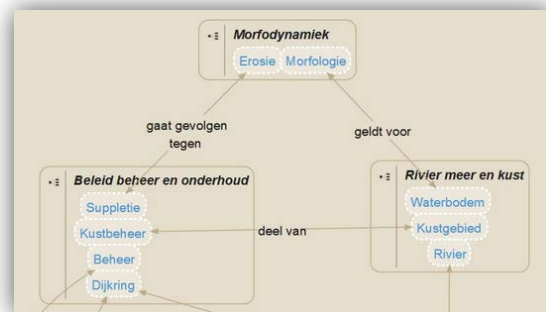 Morfodynamiek
Erosie Morfologie
gaat gevolgen
tegen
geldt voor
Beleid beheer en onderhoud
Suppletie
Kustbeheer
Beheer
Dijkring
deel van
Rivier meer en kust
Waterbodem
Kustgebied
Rivier